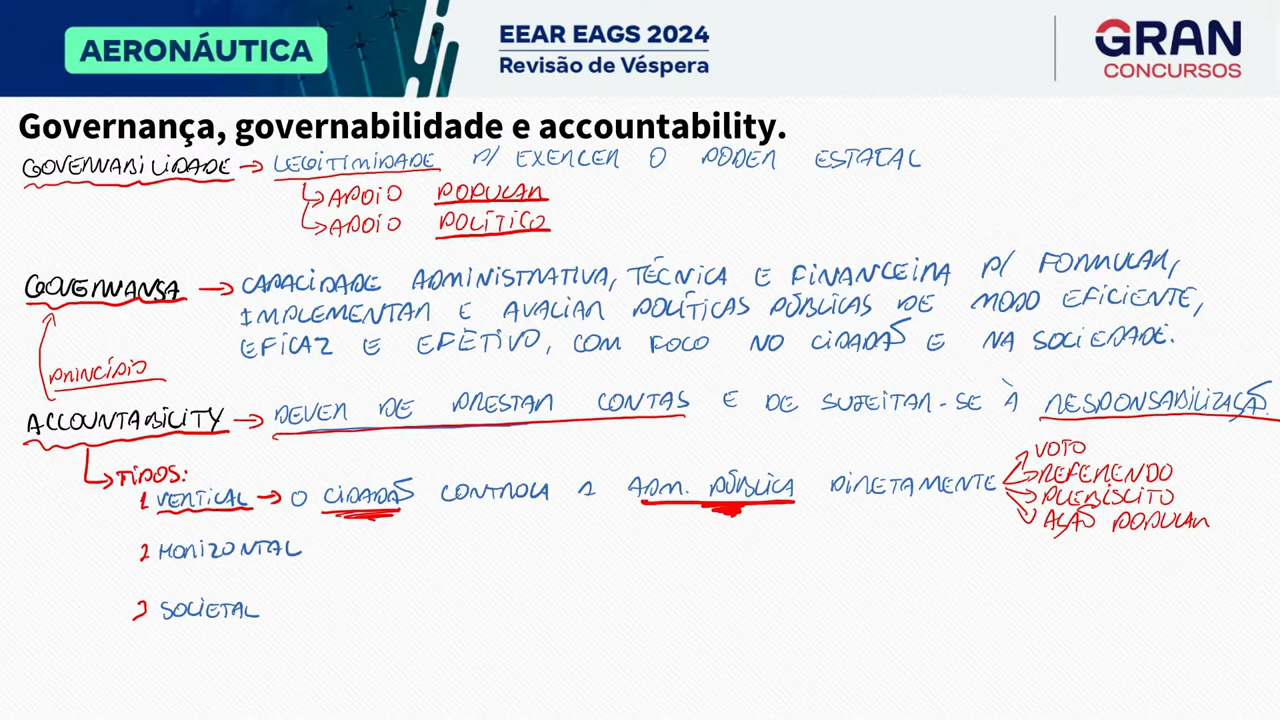 AERONÁUTICA
EEAR EAGS 2024
Revisão de Véspera
GRAN
CONCURSOS
Governança, governabilidade e accountability.
GOVERNABILIDADE → LEGITIMIDADE P/ EXERCER O PODER ESTATAL
→ APOIO POPULAR
→ APOIO POLÍTICO
GOVERNANSA → CAPACIDADE ADMINISTRATIVA, TÉCNICA E FINANCEIRA P/ FORMULAR,
IMPLEMENTAR E AVALIAR POLÍTICAS PÚBLICAS DE MODO EFICIENTE,
EFICAZ E EFETIVO, COM FOCO NO CIDADÃO E NA SOCIEDADE.
PRINCÍPIO
ACCOUNTABILITY → DEVER DE PRESTAR CONTAS E DE SUJEITAR-SE À RESPONSABILIZAÇÃO.
→ TIPOS:
1 VERTICAL → O CIDADÃO CONTROLA A ADM. PÚBLICA DIRETAMENTE
VOTO
REFERENDO
PLEBISCITO
AÇÃO POPULAR
2 HORIZONTAL
3 SOCIETAL